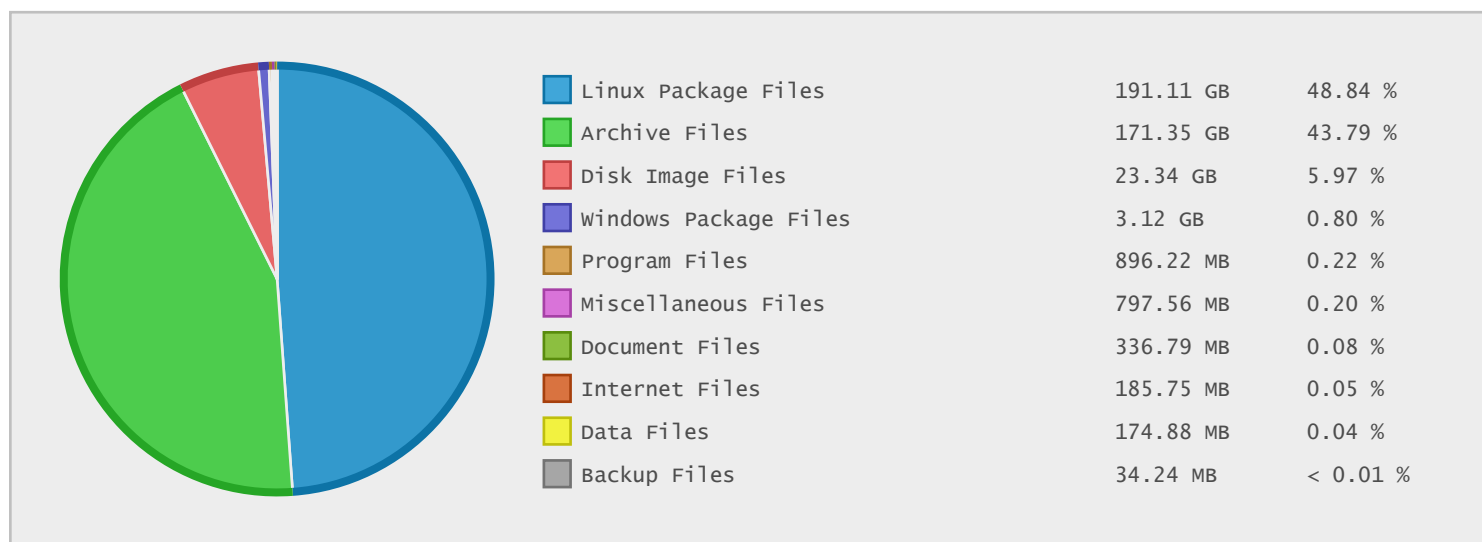 Linux Package Files 191.11 GB 48.84 %
Archive Files 171.35 GB 43.79 %
Disk Image Files 23.34 GB 5.97 %
Windows Package Files 3.12 GB 0.80 %
Program Files 896.22 MB 0.22 %
Miscellaneous Files 797.56 MB 0.20 %
Document Files 336.79 MB 0.08 %
Internet Files 185.75 MB 0.05 %
Data Files 174.88 MB 0.04 %
Backup Files 34.24 MB < 0.01 %